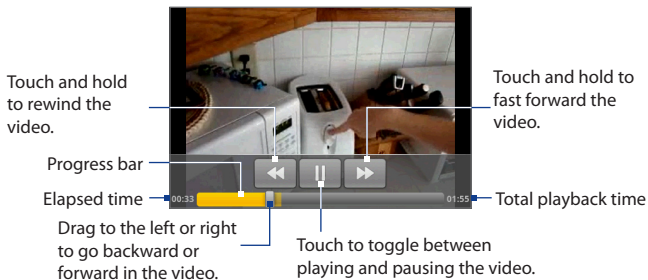 Touch and hold
to rewind the
video.
Touch and hold to
fast forward the
video.
Progress bar
Elapsed time
00:33
01:55
Total playback time
Drag to the left or right
to go backward or
forward in the video.
Touch to toggle between
playing and pausing the video.